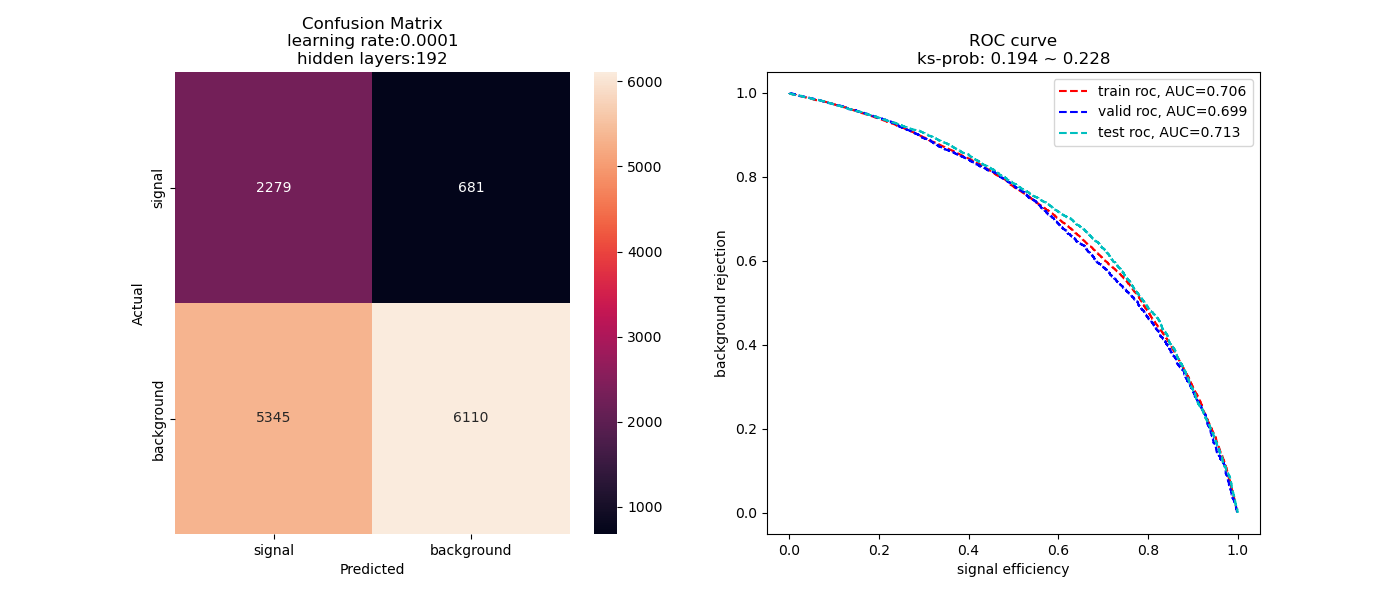 Confusion Matrix
learning rate:0.0001
hidden layers:192
signal
background
Actual
2279
681
5345
6110
signal
background
Predicted
6000
5000
4000
3000
2000
1000
ROC curve
ks-prob: 0.194 ~ 0.228
train roc, AUC=0.706
valid roc, AUC=0.699
test roc, AUC=0.713
background rejection
1.0
0.8
0.6
0.4
0.2
0.0
0.0
0.2
0.4
0.6
0.8
1.0
signal efficiency